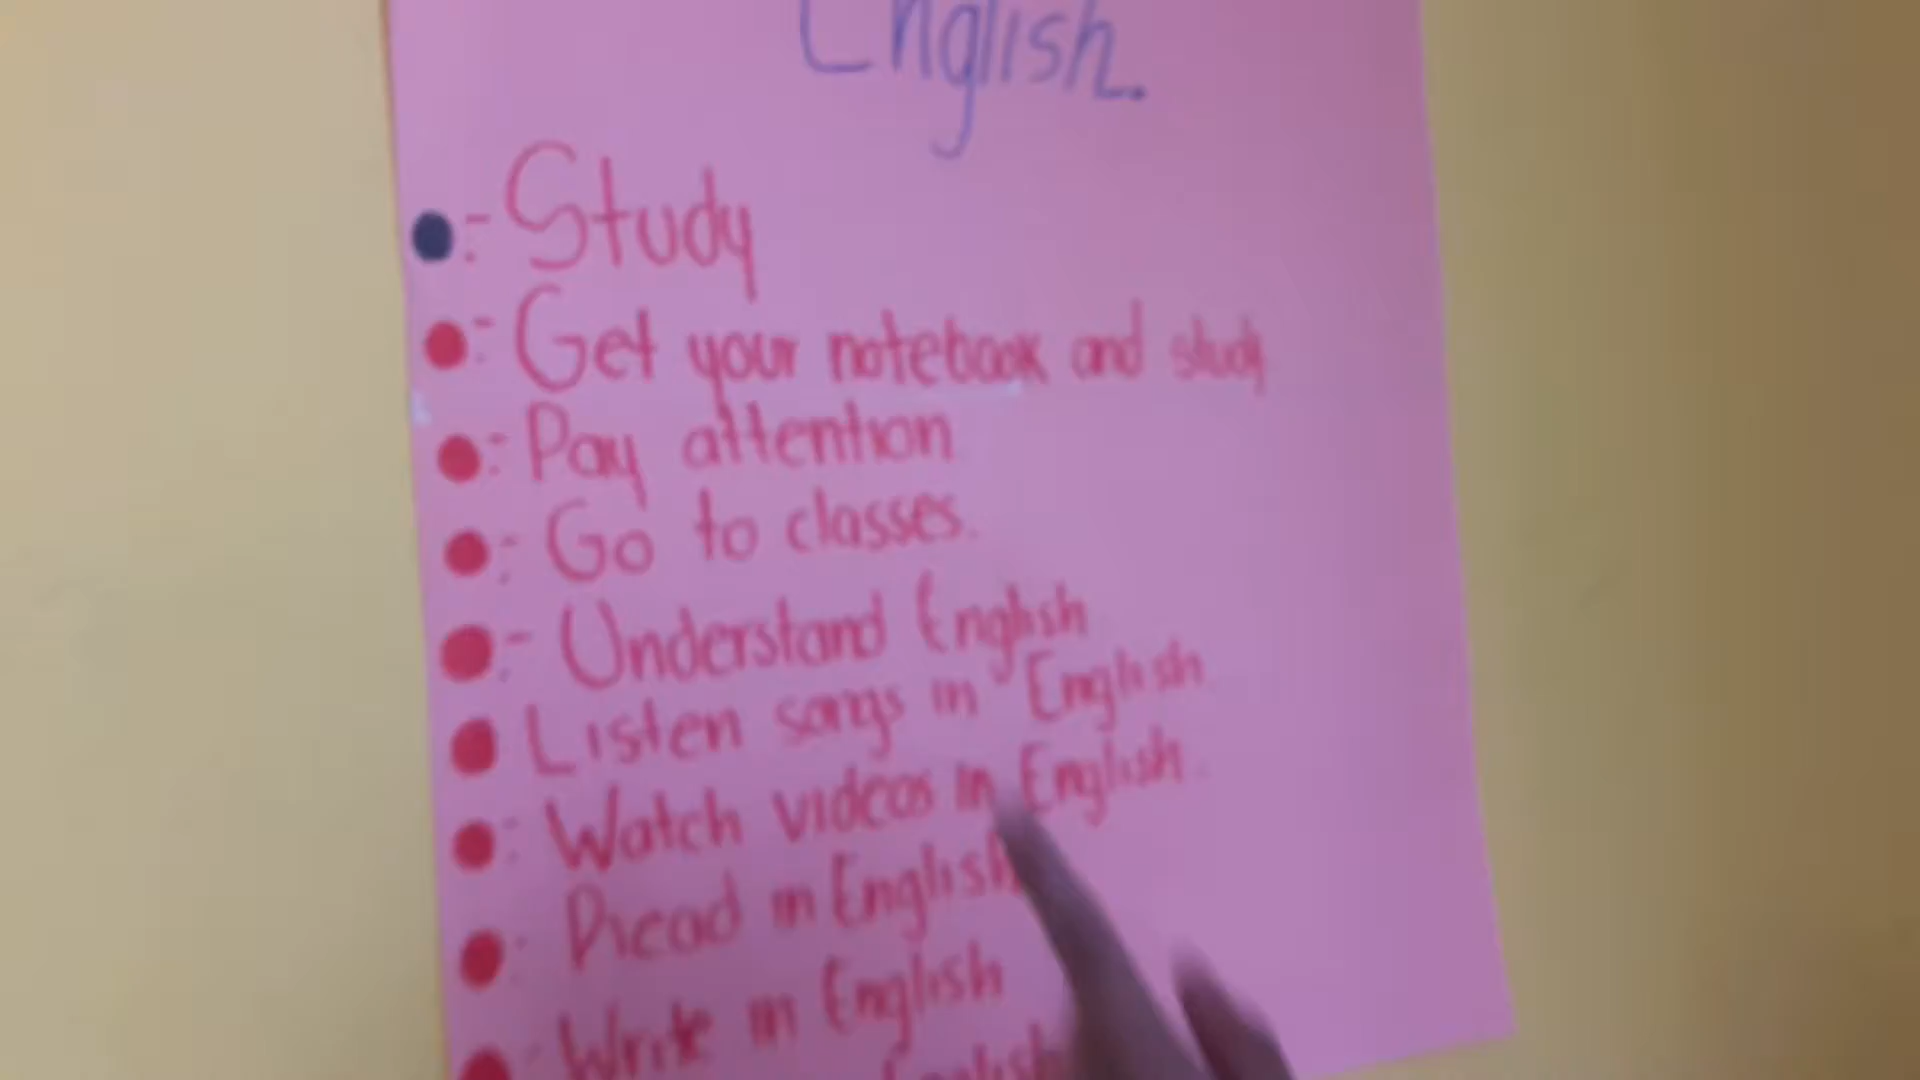 English.
:- Study
:- Get your notebook and study
:- Pay attention
:- Go to classes.
:- Understand English
Listen songs in English.
: Watch videos in English.
: Read in English
- Write in English
English